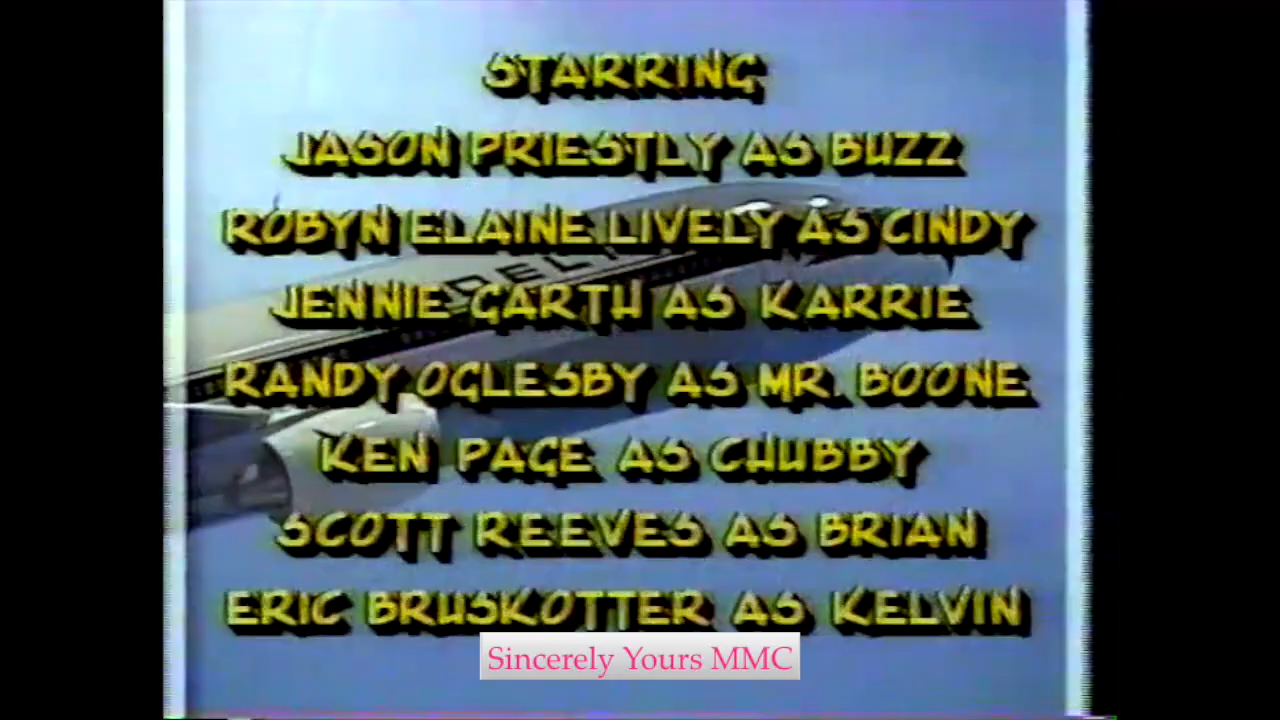 STARRING
JASON PRIESTLY AS BUZZ
ROBYN ELAINE LIVELY AS CINDY
JENNIE GARTH AS KARRIE
RANDY OGLESBY AS MR. BOONE
KEN PAGE AS CHUBBY
SCOTT REEVES AS BRIAN
ERIC BRUSKOTTER AS KELVIN
Sincerely Yours MMC